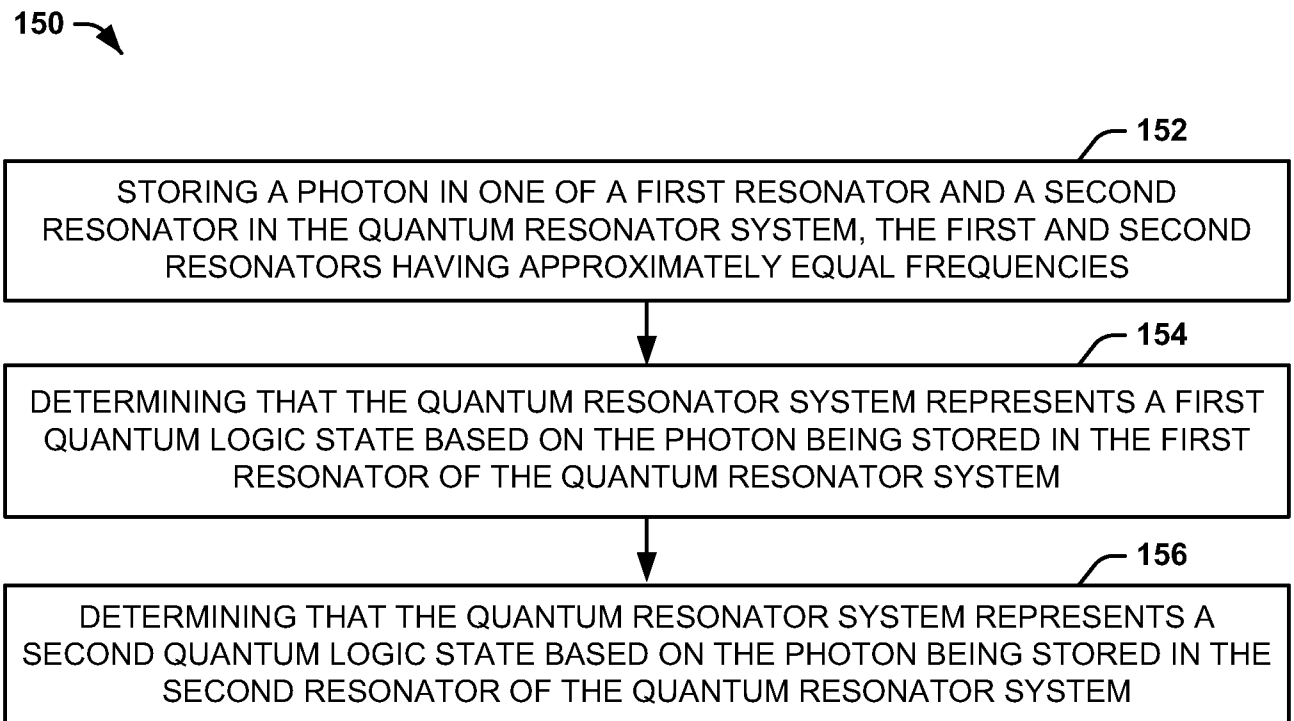 150
152
STORING A PHOTON IN ONE OF A FIRST RESONATOR AND A SECOND
RESONATOR IN THE QUANTUM RESONATOR SYSTEM, THE FIRST AND SECOND
RESONATORS HAVING APPROXIMATELY EQUAL FREQUENCIES
154
DETERMINING THAT THE QUANTUM RESONATOR SYSTEM REPRESENTS A FIRST
QUANTUM LOGIC STATE BASED ON THE PHOTON BEING STORED IN THE FIRST
RESONATOR OF THE QUANTUM RESONATOR SYSTEM
156
DETERMINING THAT THE QUANTUM RESONATOR SYSTEM REPRESENTS A
SECOND QUANTUM LOGIC STATE BASED ON THE PHOTON BEING STORED IN THE
SECOND RESONATOR OF THE QUANTUM RESONATOR SYSTEM